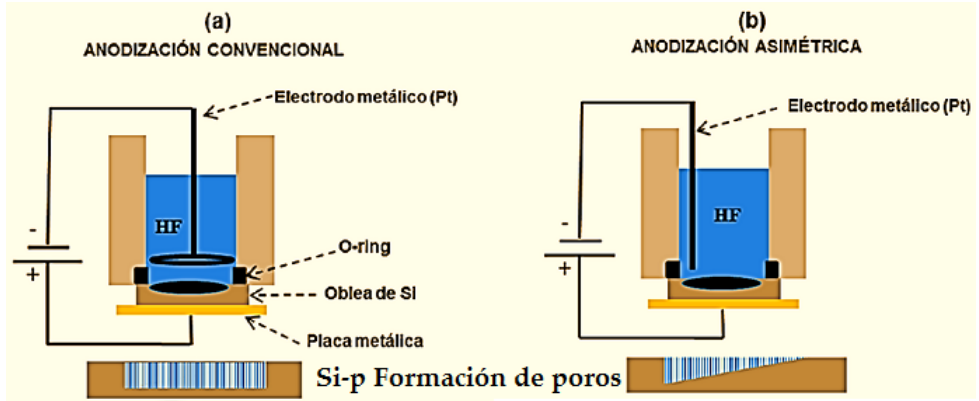 (a)
ANODIZACIÓN CONVENCIONAL
Electrodo metálico (Pt)
HF
-
+
O-ring
Oblea de Si
Placa metálica
(b)
ANODIZACIÓN ASIMÉTRICA
Electrodo metálico (Pt)
HF
-
+
Si-p Formación de poros